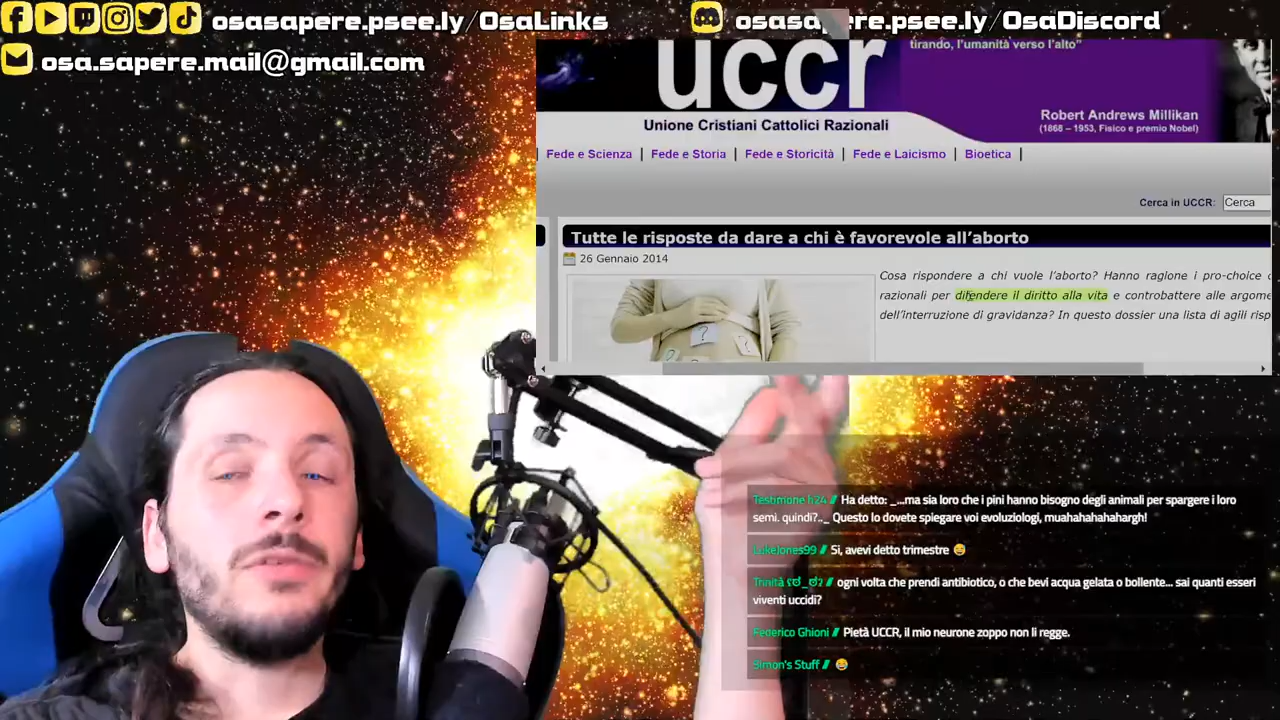 osasapere.psee.ly/OsaLinks
osasapere.psee.ly/OsaDiscord
osa.sapere.mail@gmail.com
tirando, l'umanità verso l'alto"
uccr
Unione Cristiani Cattolici Razionali
Robert Andrews Millikan
(1868 – 1953, Fisico e premio Nobel)
| Fede e Scienza | Fede e Storia | Fede e Storicità | Fede e Laicismo | Bioetica |
Cerca in UCCR: Cerca
Tutte le risposte da dare a chi è favorevole all'aborto
26 Gennaio 2014
Cosa rispondere a chi vuole l'aborto? Hanno ragione i pro-choice
razionali per difendere il diritto alla vita e controbattere alle argome
dell'interruzione di gravidanza? In questo dossier una lista di agili risp
Testimone h24 // Ha detto: _...ma sia loro che i pini hanno bisogno degli animali per spargere i loro
semi. quindi?.._ Questo lo dovete spiegare voi evoluziologi, muahahahahahargh!
LukeJones99 // Si, avevi detto trimestre 😅
Trinità ʕಠ_ಠʔ // ogni volta che prendi antibiotico, o che bevi acqua gelata o bollente... sai quanti esseri
viventi uccidi?
Federico Ghioni // Pietà UCCR, il mio neurone zoppo non li regge.
Simon's Stuff // 😂